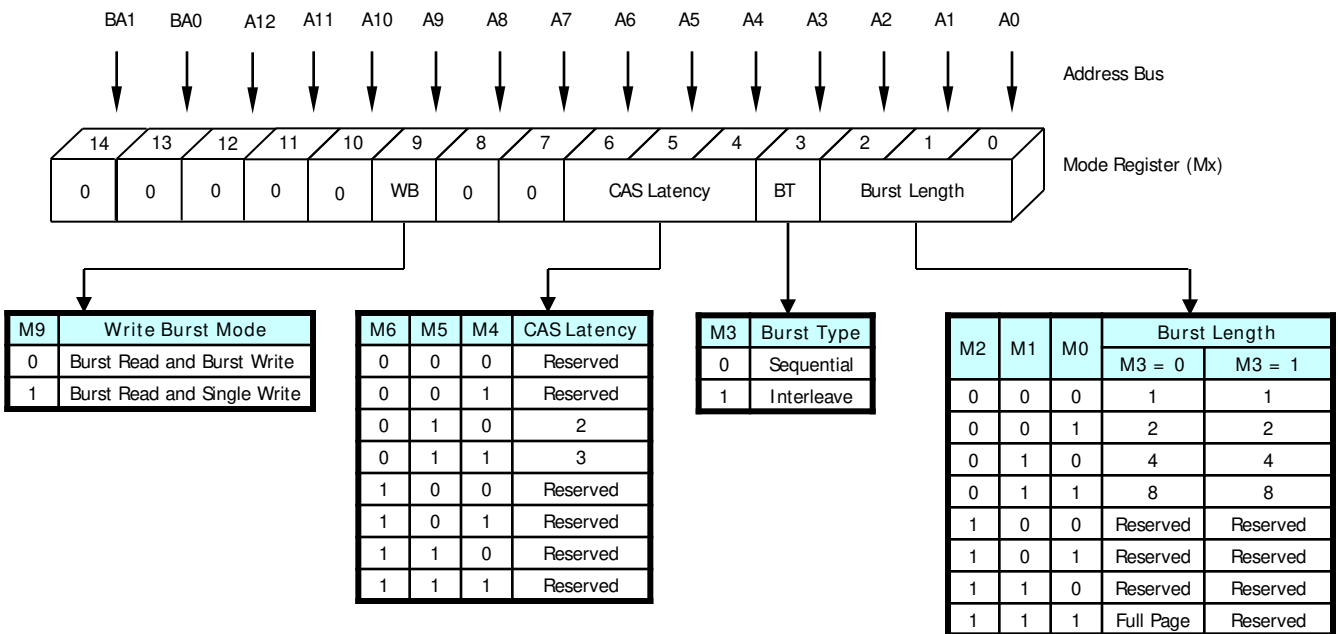 BA1 BA0 A12 A11 A10 A9 A8 A7 A6 A5 A4 A3 A2 A1 A0
Address Bus
14 13 12 11 10 9 8 7 6 5 4 3 2 1 0
Mode Register (Mx)
0 0 0 0 0 WB 0 0 CAS Latency BT Burst Length
M9 Write Burst Mode
0 Burst Read and Burst Write
1 Burst Read and Single Write
M6 M5 M4 CAS Latency
0 0 0 Reserved
0 0 1 Reserved
0 1 0 2
0 1 1 3
1 0 0 Reserved
1 0 1 Reserved
1 1 0 Reserved
1 1 1 Reserved
M3 Burst Type
0 Sequential
1 Interleave
M2 M1 M0 Burst Length
M3 = 0 M3 = 1
0 0 0 1 1
0 0 1 2 2
0 1 0 4 4
0 1 1 8 8
1 0 0 Reserved Reserved
1 0 1 Reserved Reserved
1 1 0 Reserved Reserved
1 1 1 Full Page Reserved